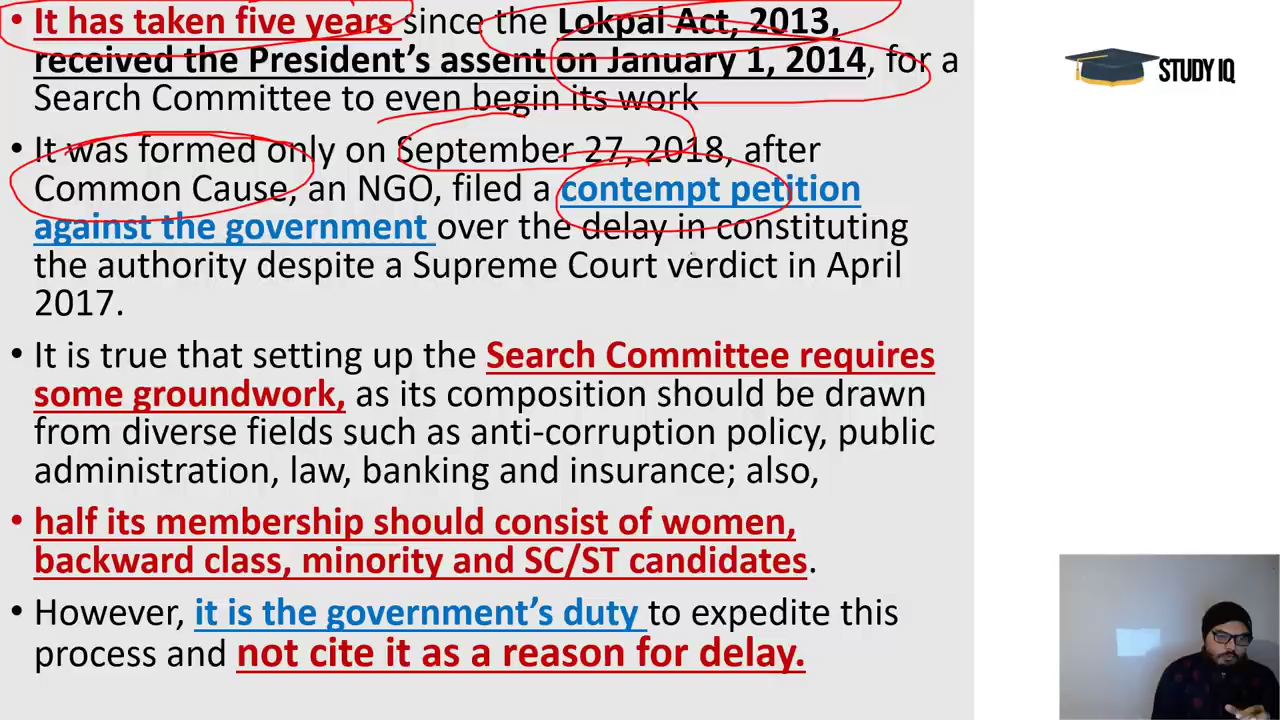 • It has taken five years since the Lokpal Act, 2013,
received the President’s assent on January 1, 2014, for a
Search Committee to even begin its work
• It was formed only on September 27, 2018, after
Common Cause, an NGO, filed a contempt petition
against the government over the delay in constituting
the authority despite a Supreme Court verdict in April
2017.
• It is true that setting up the Search Committee requires
some groundwork, as its composition should be drawn
from diverse fields such as anti-corruption policy, public
administration, law, banking and insurance; also,
• half its membership should consist of women,
backward class, minority and SC/ST candidates.
• However, it is the government’s duty to expedite this
process and not cite it as a reason for delay.
STUDY IQ